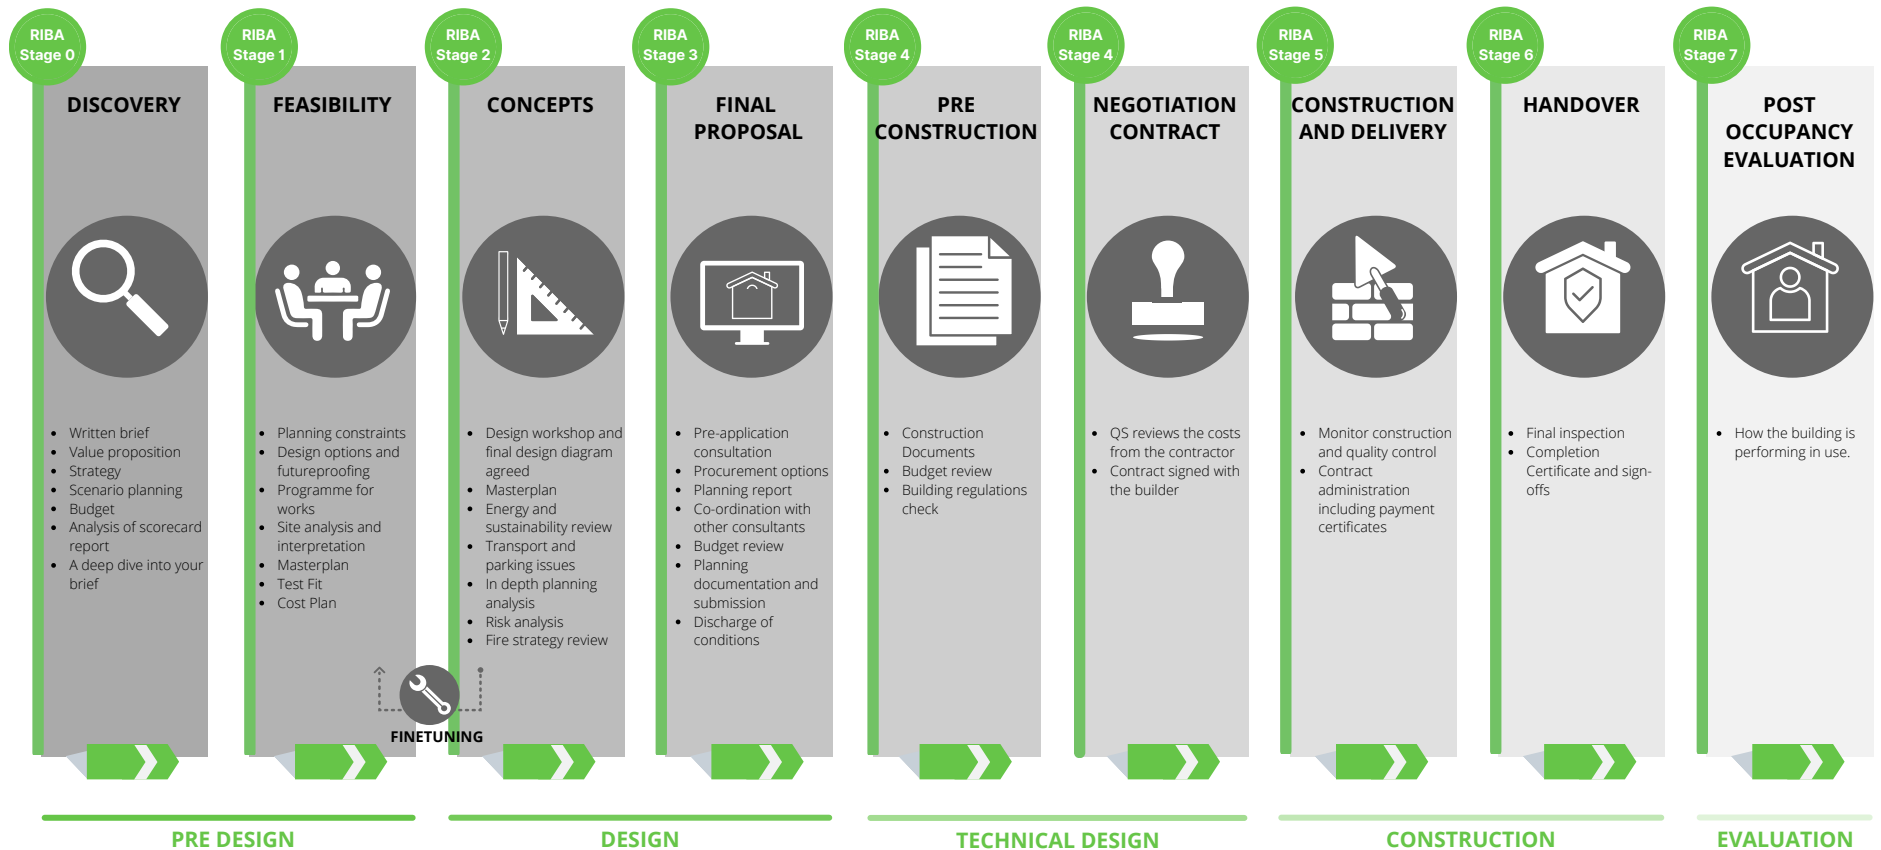 RIBA
Stage 0
DISCOVERY
• Written brief
• Value proposition
• Strategy
• Scenario planning
• Budget
• Analysis of scorecard
report
• A deep dive into your
brief
RIBA
Stage 1
FEASIBILITY
• Planning constraints
• Design options and
futureproofing
• Programme for
works
• Site analysis and
interpretation
• Masterplan
• Test Fit
• Cost Plan
RIBA
Stage 2
CONCEPTS
• Design workshop and
final design diagram
agreed
• Masterplan
• Energy and
sustainability review
• Transport and
parking issues
• In depth planning
analysis
• Risk analysis
• Fire strategy review
FINETUNING
RIBA
Stage 3
FINAL
PROPOSAL
• Pre-application
consultation
• Procurement options
• Planning report
• Co-ordination with
other consultants
• Budget review
• Planning
documentation and
submission
• Discharge of
conditions
RIBA
Stage 4
PRE
CONSTRUCTION
• Construction
Documents
• Budget review
• Building regulations
check
RIBA
Stage 4
NEGOTIATION
CONTRACT
• QS reviews the costs
from the contractor
• Contract signed with
the builder
RIBA
Stage 5
CONSTRUCTION
AND DELIVERY
• Monitor construction
and quality control
• Contract
administration
including payment
certificates
RIBA
Stage 6
HANDOVER
• Final inspection
• Completion
Certificate and sign-
offs
RIBA
Stage 7
POST
OCCUPANCY
EVALUATION
• How the building is
performing in use.
PRE DESIGN
DESIGN
TECHNICAL DESIGN
CONSTRUCTION
EVALUATION